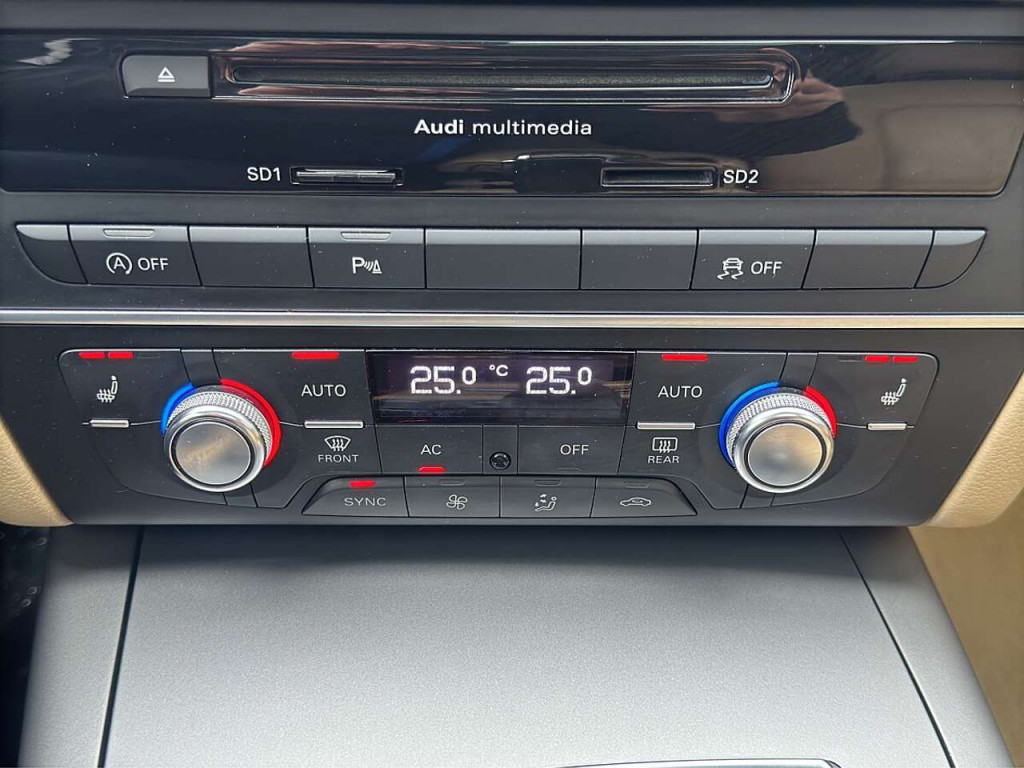 Audi multimedia
SD1
SD2
A OFF
P
OFF
AUTO
25.0 °C 25.0
AUTO
FRONT
AC
OFF
REAR
SYNC